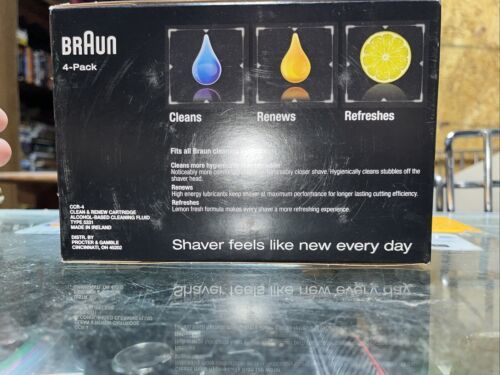 BRAUN
4-Pack
Cleans Renews Refreshes
Fits all Braun cleaning
Cleans more hygienically
Noticeably more comfortable closer shave. Hygienically cleans stubbles off the
shaver head.
Renews
High energy lubricants keep shaver at maximum performance for longer lasting cutting efficiency.
Refreshes
Lemon fresh formula makes every shave a more refreshing experience.
CCR-4
CLEAN & RENEW CARTRIDGE
ALCOHOL-BASED CLEANING FLUID
TYPE 5331
MADE IN IRELAND
DISTR. BY
PROCTER & GAMBLE
CINCINNATI, OH 45202
Shaver feels like new every day